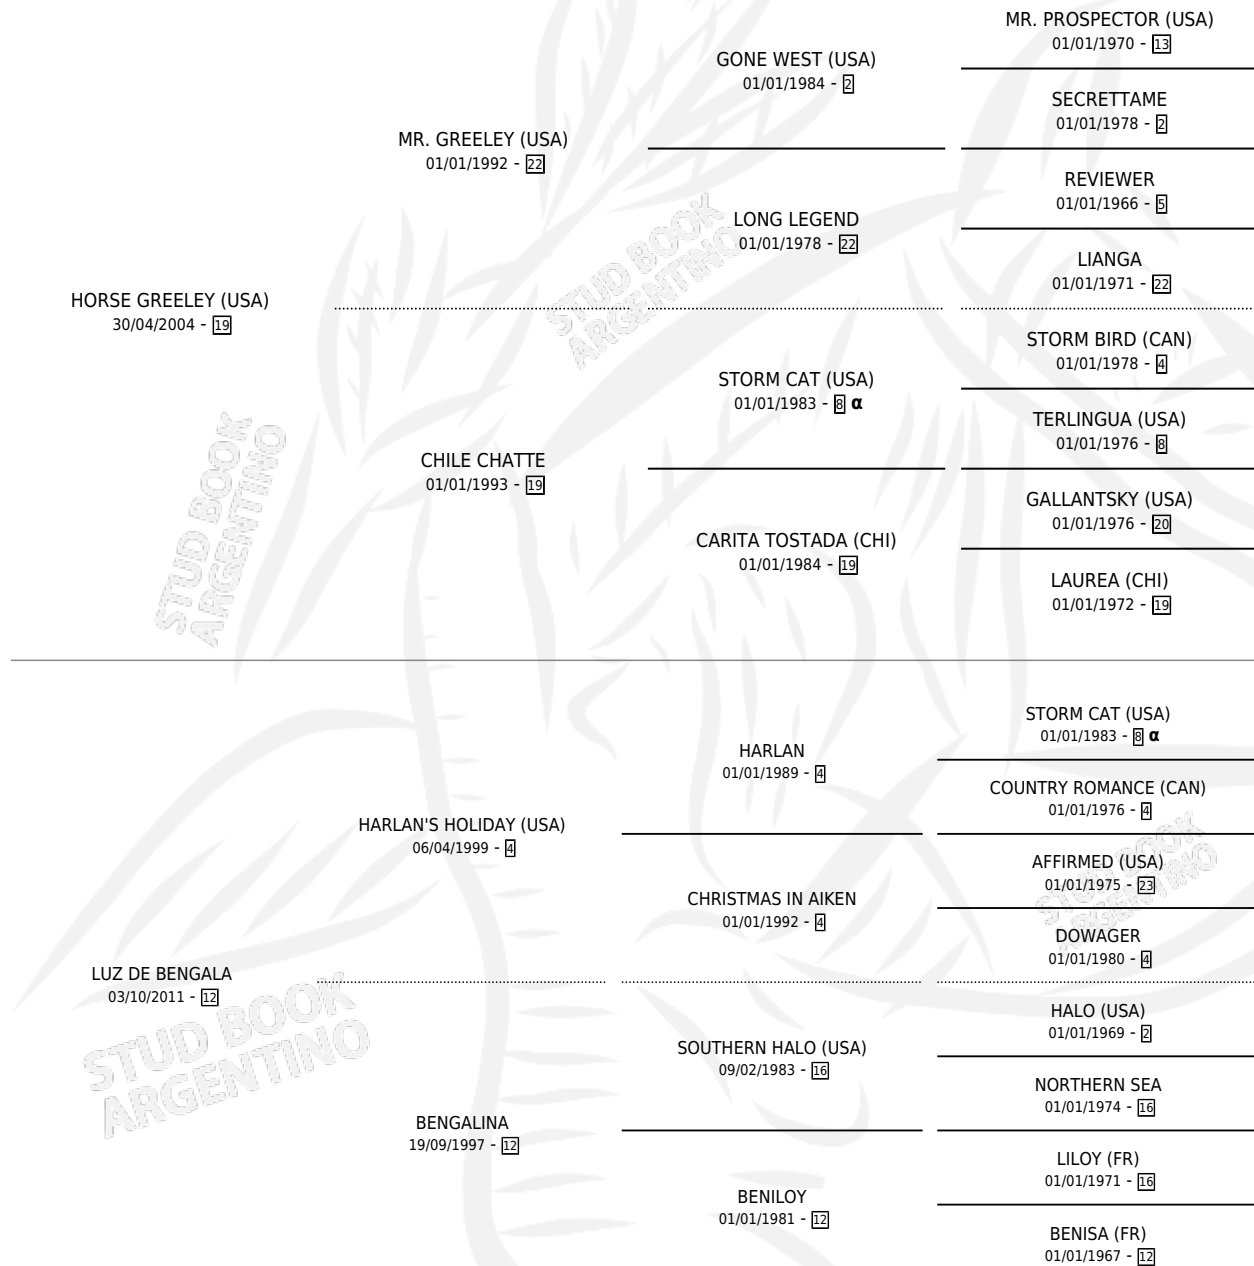 MR. PROSPECTOR (USA)
01/01/1970 - 13
GONE WEST (USA)
01/01/1984 - 2
SECRETTAME
01/01/1978 - 2
MR. GREELEY (USA)
01/01/1992 - 22
REVIEWER
01/01/1966 - 5
LONG LEGEND
01/01/1978 - 22
LIANGA
01/01/1971 - 22
HORSE GREELEY (USA)
30/04/2004 - 19
STORM BIRD (CAN)
01/01/1978 - 4
STORM CAT (USA)
01/01/1983 - 8 α
TERLINGUA (USA)
01/01/1976 - 8
CHILE CHATTE
01/01/1993 - 19
GALLANTSKY (USA)
01/01/1976 - 20
CARITA TOSTADA (CHI)
01/01/1984 - 19
LAUREA (CHI)
01/01/1972 - 19
STORM CAT (USA)
01/01/1983 - 8 α
HARLAN
01/01/1989 - 4
COUNTRY ROMANCE (CAN)
01/01/1976 - 4
HARLAN'S HOLIDAY (USA)
06/04/1999 - 4
AFFIRMED (USA)
01/01/1975 - 23
CHRISTMAS IN AIKEN
01/01/1992 - 4
DOWAGER
01/01/1980 - 4
LUZ DE BENGALA
03/10/2011 - 12
HALO (USA)
01/01/1969 - 2
SOUTHERN HALO (USA)
09/02/1983 - 16
NORTHERN SEA
01/01/1974 - 16
BENGALINA
19/09/1997 - 12
LILOY (FR)
01/01/1971 - 16
BENILOY
01/01/1981 - 12
BENISA (FR)
01/01/1967 - 12
STUD BOOK
ARGENTINO
STUD BOOK
ARGENTINO
STUD BOOK
ARGENTINO
STUD BOOK
ARGENTINO